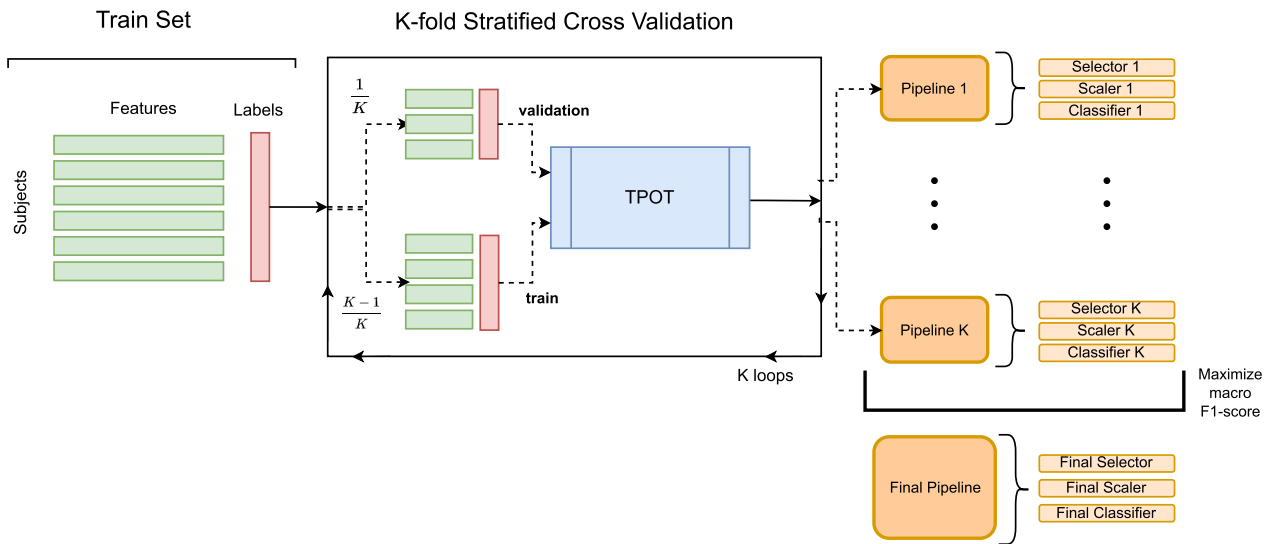 Train Set
K-fold Stratified Cross Validation
Features
Labels
Subjects
1
K
K − 1
K
validation
train
TPOT
K loops
Pipeline 1
Selector 1
Scaler 1
Classifier 1
Pipeline K
Selector K
Scaler K
Classifier K
Maximize
macro
F1-score
Final Pipeline
Final Selector
Final Scaler
Final Classifier